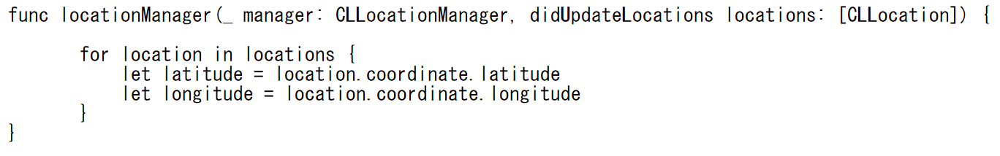 func locationManager(_ manager: CLLocationManager, didUpdateLocations locations: [CLLocation]) {
for location in locations {
let latitude = location.coordinate.latitude
let longitude = location.coordinate.longitude
}
}